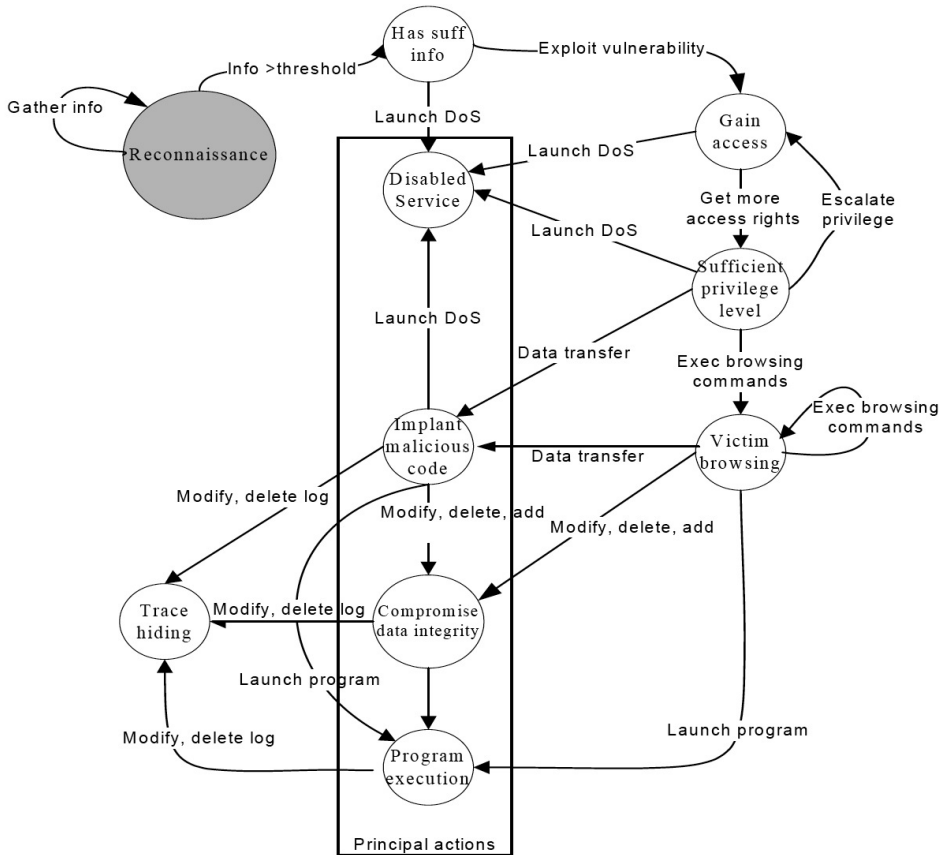 Has suff
info
Exploit vulnerability
Info >threshold
Gather info
Launch DoS
Gain
access
Reconnaissance
Launch DoS
Disabled
Service
Get more
access rights
Escalate
privilege
Launch DoS
Sufficient
privilege
level
Launch DoS
Data transfer
Exec browsing
commands
Exec browsing
commands
Implant
malicious
code
Victim
browsing
Data transfer
Modify, delete log
Modify, delete, add
Modify, delete, add
Trace
hiding
Modify, delete log
Compromise
data integrity
Launch program
Modify, delete log
Launch program
Program
execution
Principal actions